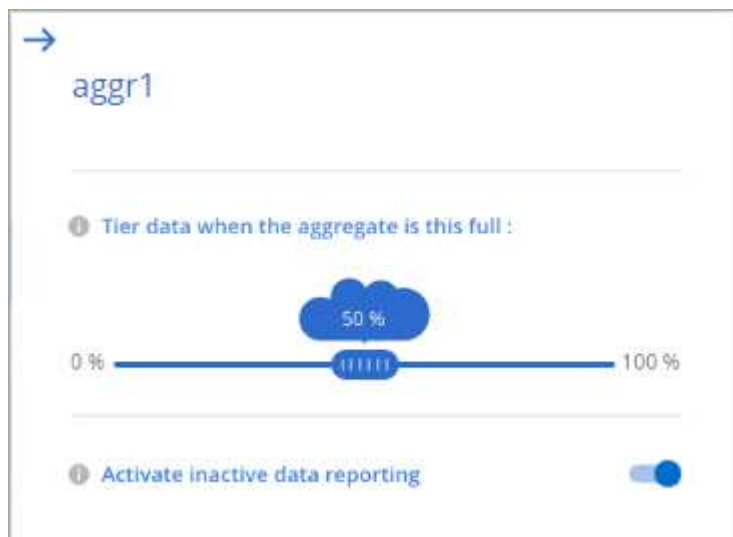 aggr1
Tier data when the aggregate is this full :
50 %
0 % 100 %
Activate inactive data reporting